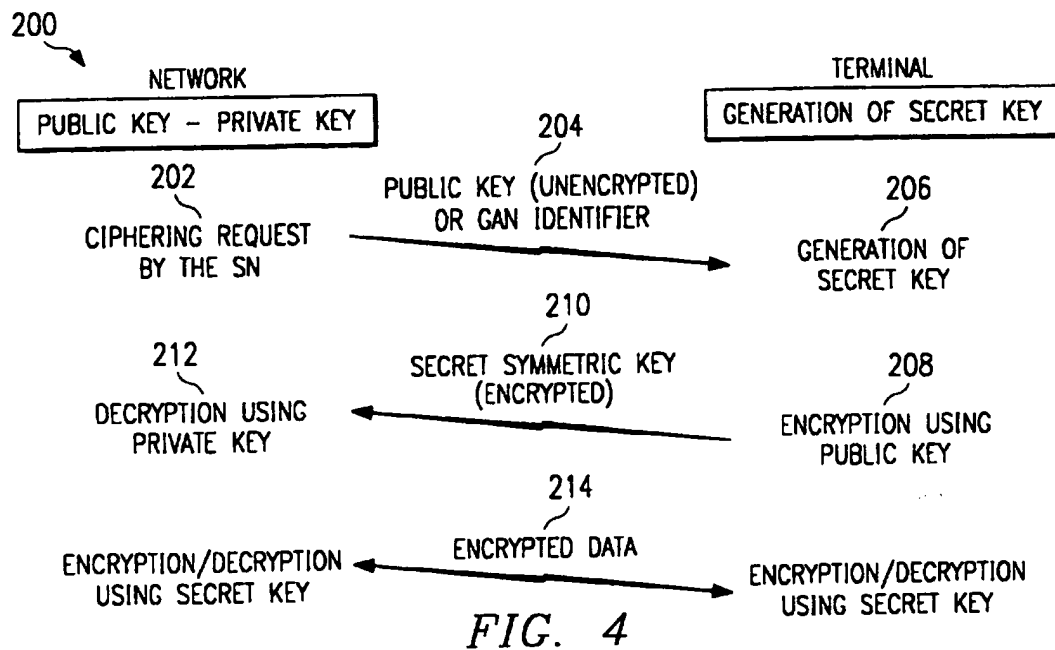 200
NETWORK
PUBLIC KEY – PRIVATE KEY
TERMINAL
GENERATION OF SECRET KEY
202
CIPHERING REQUEST
BY THE SN
204
PUBLIC KEY (UNENCRYPTED)
OR GAN IDENTIFIER
206
GENERATION OF
SECRET KEY
212
DECRYPTION USING
PRIVATE KEY
210
SECRET SYMMETRIC KEY
(ENCRYPTED)
208
ENCRYPTION USING
PUBLIC KEY
ENCRYPTION/DECRYPTION
USING SECRET KEY
214
ENCRYPTED DATA
ENCRYPTION/DECRYPTION
USING SECRET KEY
FIG. 4